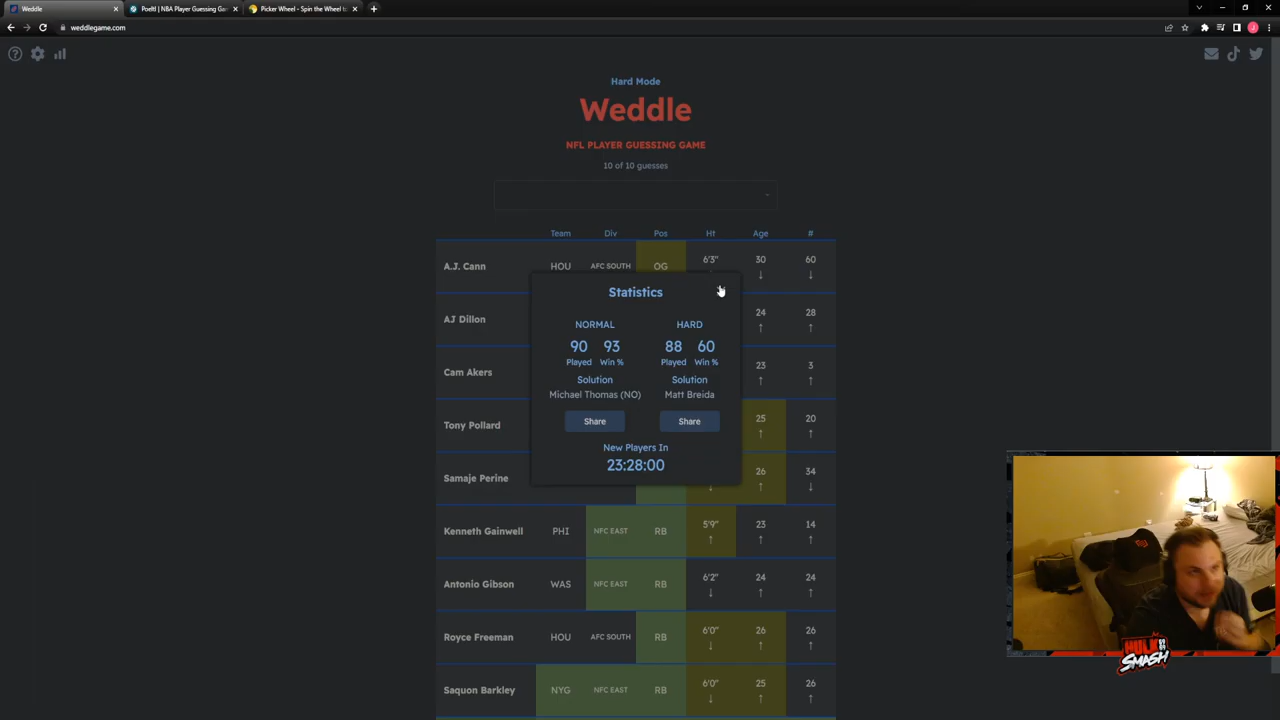 Weddle
Poeltl | NBA Player Guessing Ga
Picker Wheel - Spin the Wheel to
weddlegame.com
Hard Mode
Weddle
NFL PLAYER GUESSING GAME
10 of 10 guesses
Team Div Pos Ht Age #
A.J. Cann HOU AFC SOUTH OG 6'3" 30 60
↓ ↓
AJ Dillon 24 28
↑ ↑
Cam Akers 23 3
↑ ↑
Tony Pollard 25 20
↑ ↑
Samaje Perine 26 34
↓ ↑ ↓
Kenneth Gainwell PHI NFC EAST RB 5'9" 23 14
↑ ↑ ↑
Antonio Gibson WAS NFC EAST RB 6'2" 24 24
↓ ↑ ↑
Royce Freeman HOU AFC SOUTH RB 6'0" 26 26
↓ ↑ ↑
Saquon Barkley NYG NFC EAST RB 6'0" 25 26
↓ ↑ ↑
Statistics
NORMAL HARD
90 93 88 60
Played Win % Played Win %
Solution Solution
Michael Thomas (NO) Matt Breida
Share Share
New Players In
23:28:00
HULK
SMASH